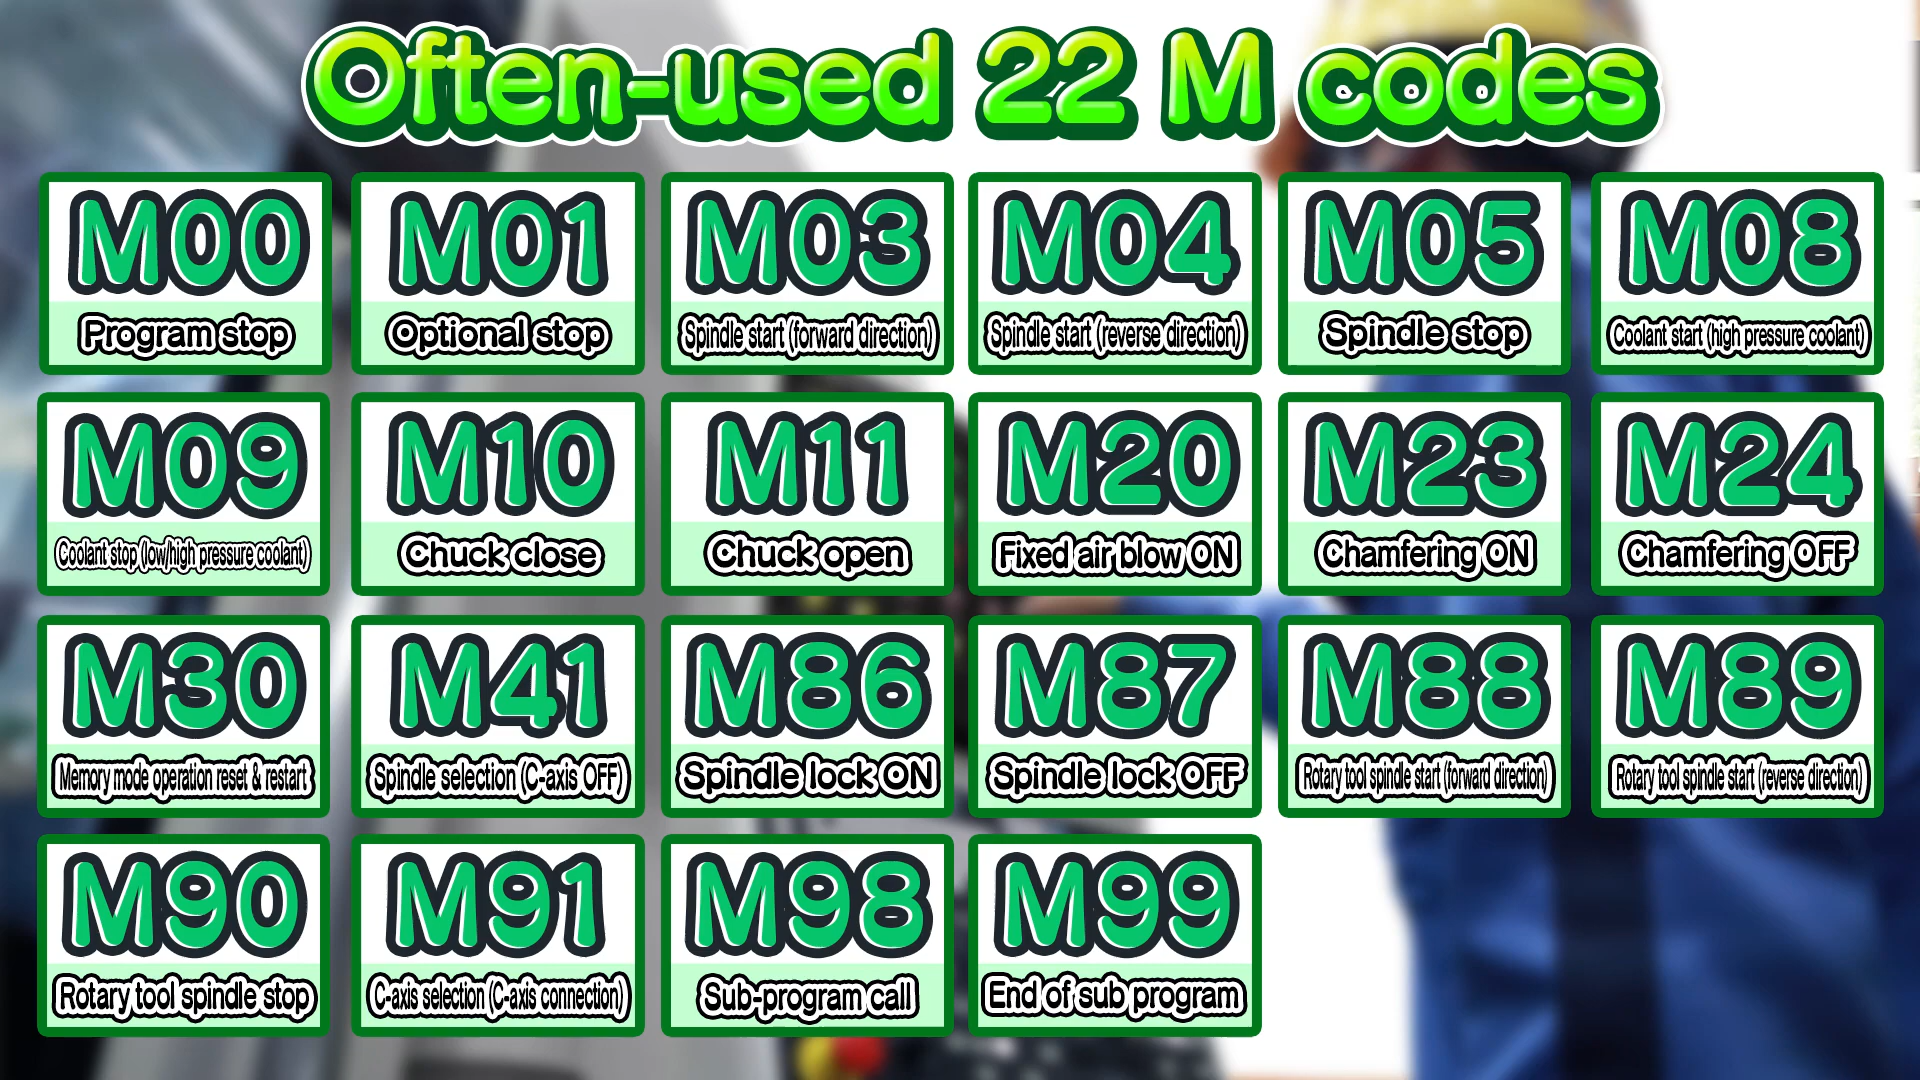 Often-used 22 M codes
M00
Program stop
M01
Optional stop
M03
Spindle start (forward direction)
M04
Spindle start (reverse direction)
M05
Spindle stop
M08
Coolant start (high pressure coolant)
M09
Coolant stop (low/high pressure coolant)
M10
Chuck close
M11
Chuck open
M20
Fixed air blow ON
M23
Chamfering ON
M24
Chamfering OFF
M30
Memory mode operation reset & restart
M41
Spindle selection (C-axis OFF)
M86
Spindle lock ON
M87
Spindle lock OFF
M88
Rotary tool spindle start (forward direction)
M89
Rotary tool spindle start (reverse direction)
M90
Rotary tool spindle stop
M91
C-axis selection (C-axis connection)
M98
Sub-program call
M99
End of sub program